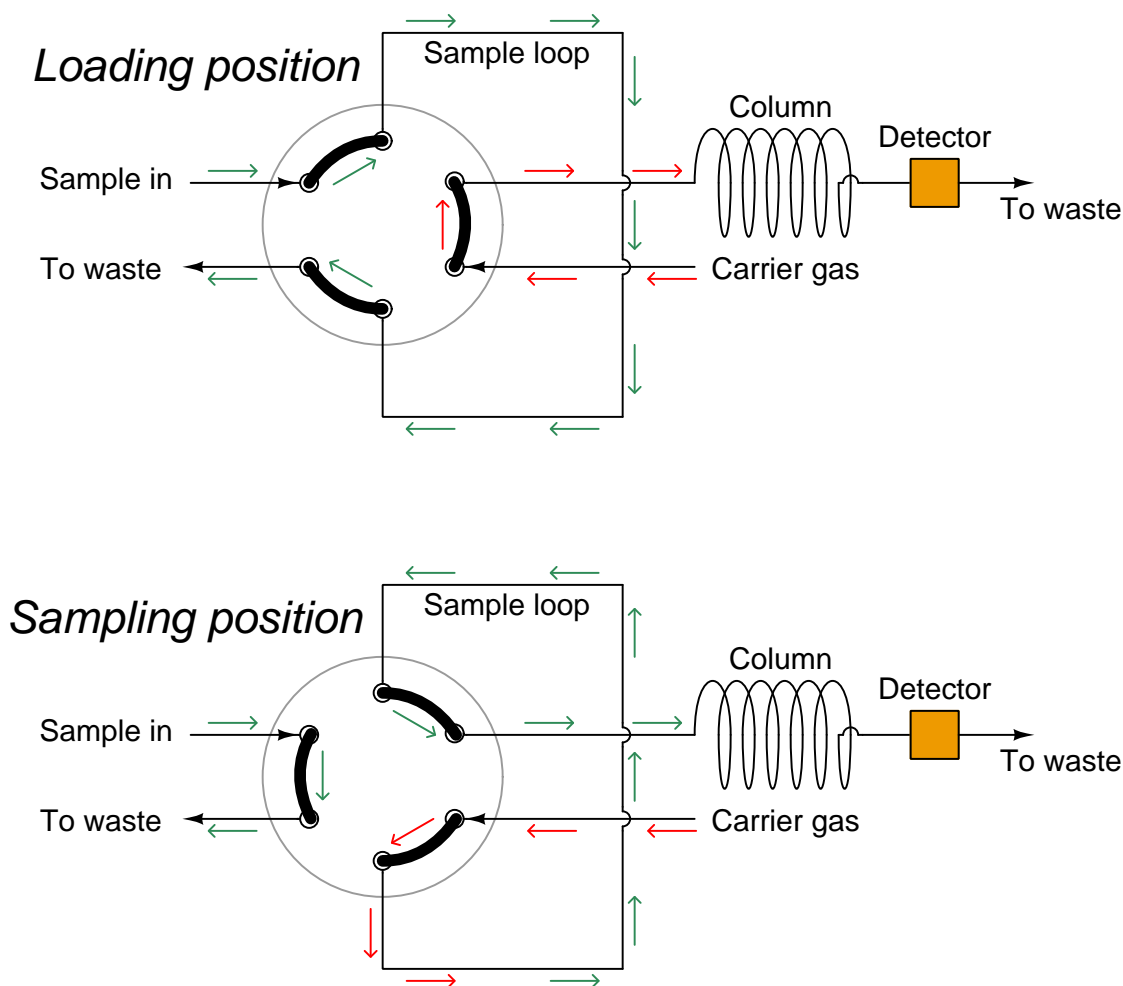 Loading position
Sample loop
Column
Detector
Sample in
To waste
To waste
Carrier gas
Sampling position
Sample loop
Column
Detector
Sample in
To waste
To waste
Carrier gas